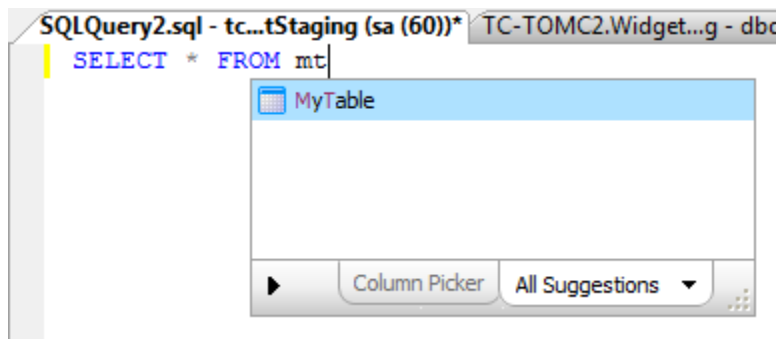 SQLQuery2.sql - tc...tStaging (sa (60))* TC-TOMC2.Widget...g - dbo
SELECT * FROM mt
MyTable
Column Picker All Suggestions